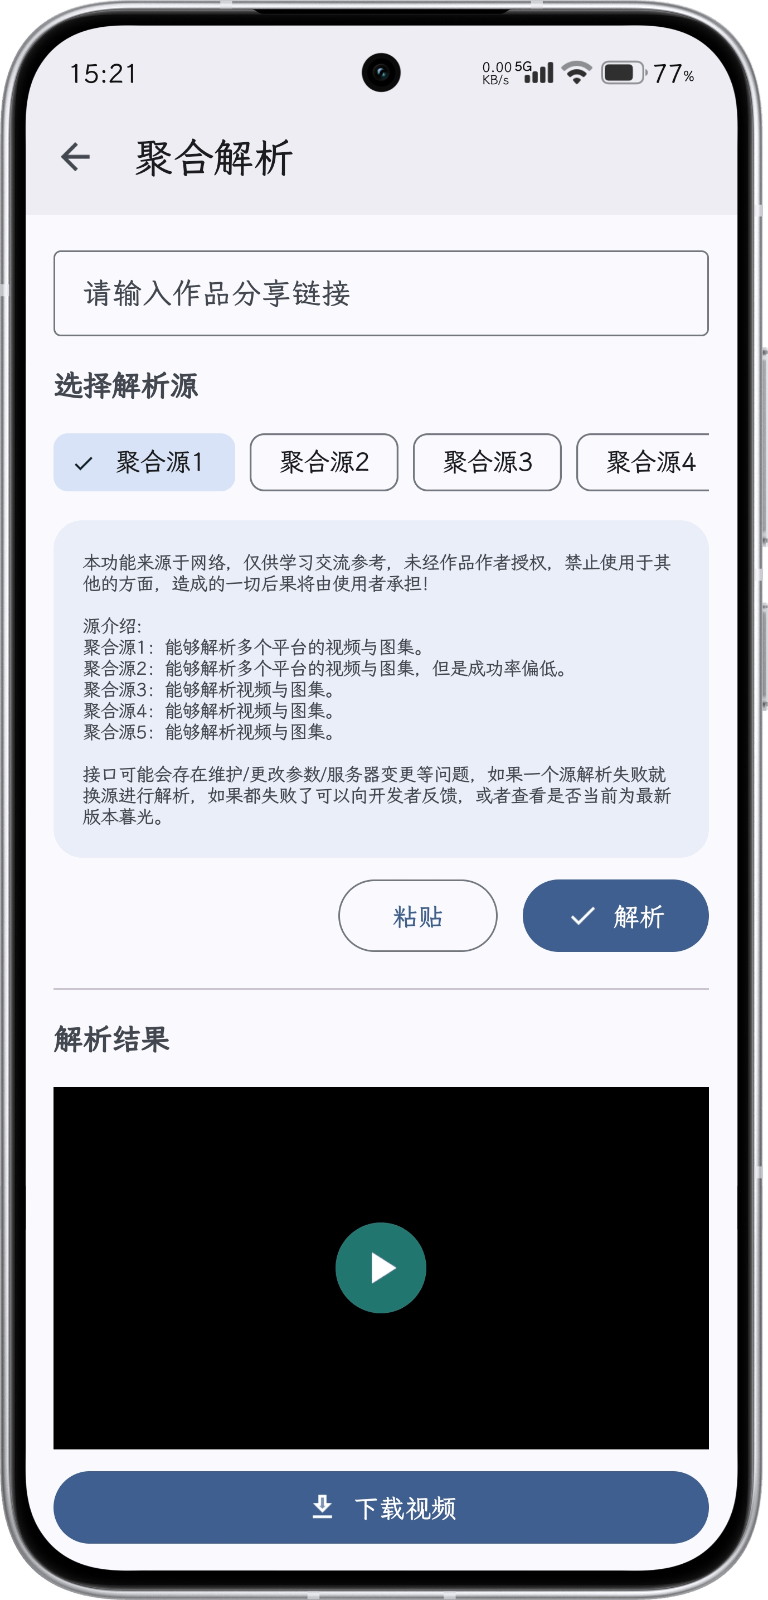 15:21
0.00 KB/s 5G 77%
聚合解析
请输入作品分享链接
选择解析源
聚合源1 聚合源2 聚合源3 聚合源4
本功能来源于网络，仅供学习交流参考，未经作品作者授权，禁止使用于其
他的方面，造成的一切后果将由使用者承担!
源介绍:
聚合源1：能够解析多个平台的视频与图集。
聚合源2：能够解析多个平台的视频与图集，但是成功率偏低。
聚合源3：能够解析视频与图集。
聚合源4：能够解析视频与图集。
聚合源5：能够解析视频与图集。
接口可能会存在维护/更改参数/服务器变更等问题，如果一个源解析失败就
换源进行解析，如果都失败了可以向开发者反馈，或者查看是否当前为最新
版本暮光。
粘贴 解析
解析结果
下载视频